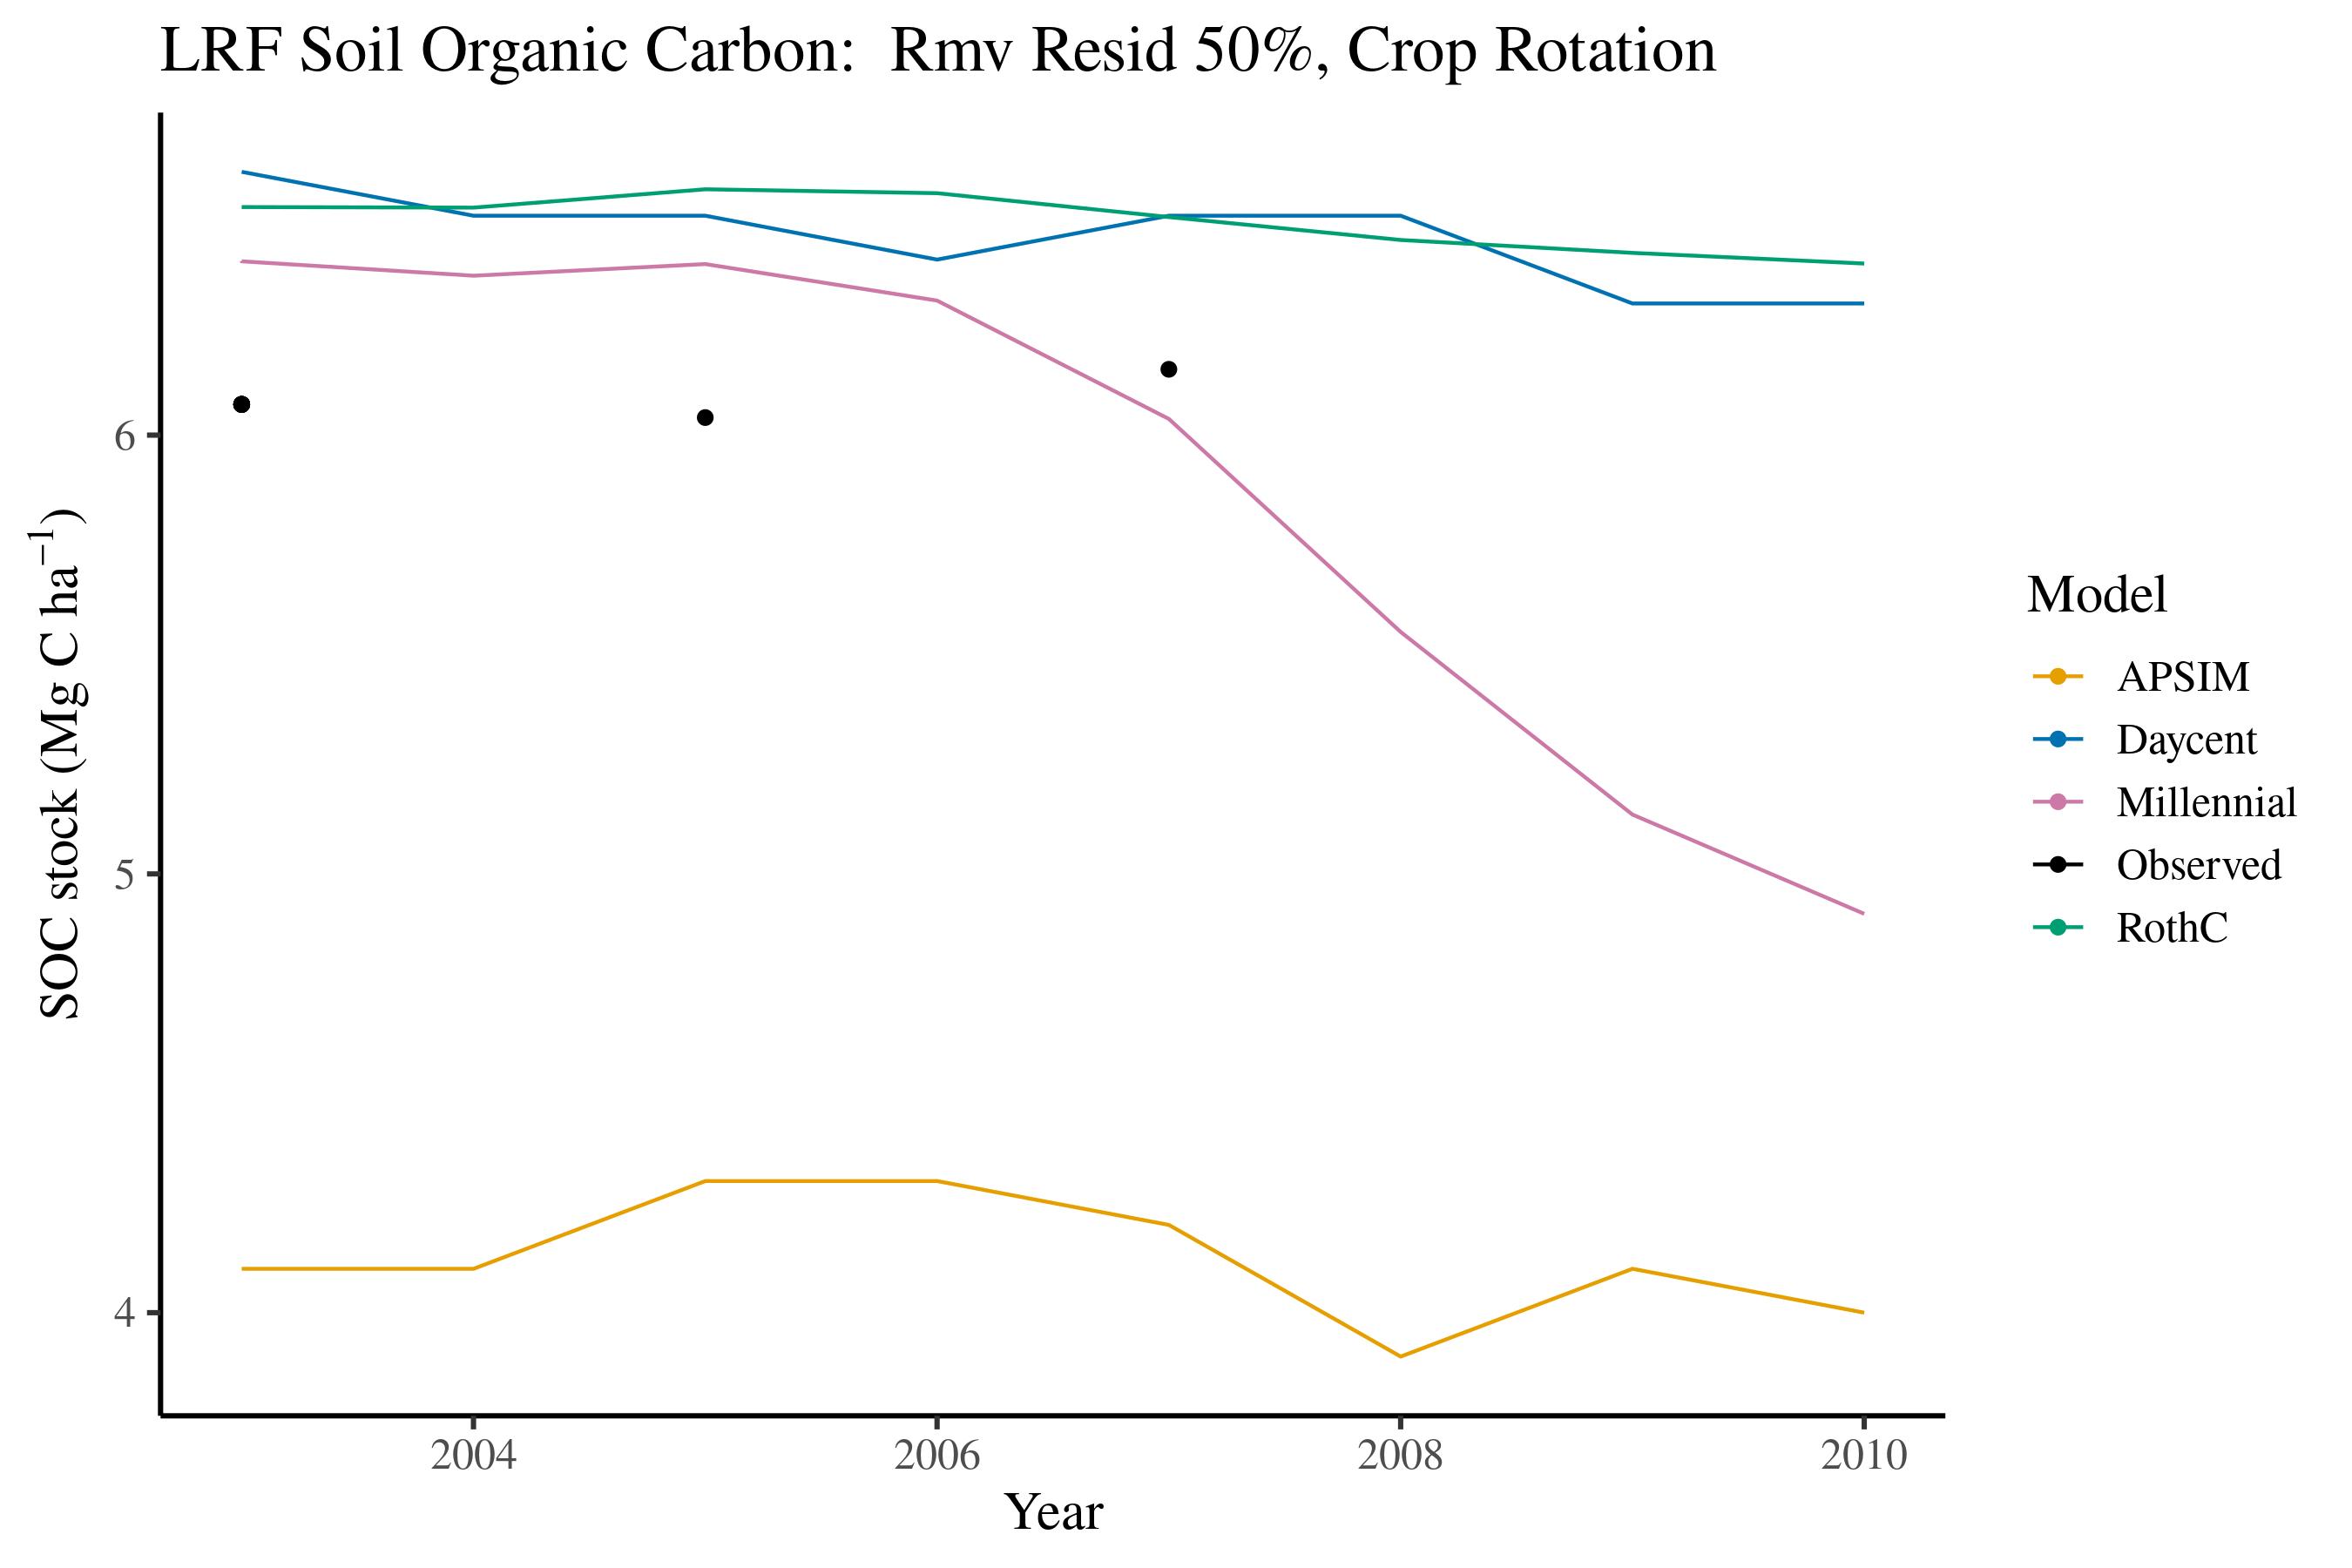 LRF Soil Organic Carbon:  Rmv Resid 50%, Crop Rotation
SOC stock (Mg C ha⁻¹)
6
5
4
2004
2006
2008
2010
Year
Model
APSIM
Daycent
Millennial
Observed
RothC